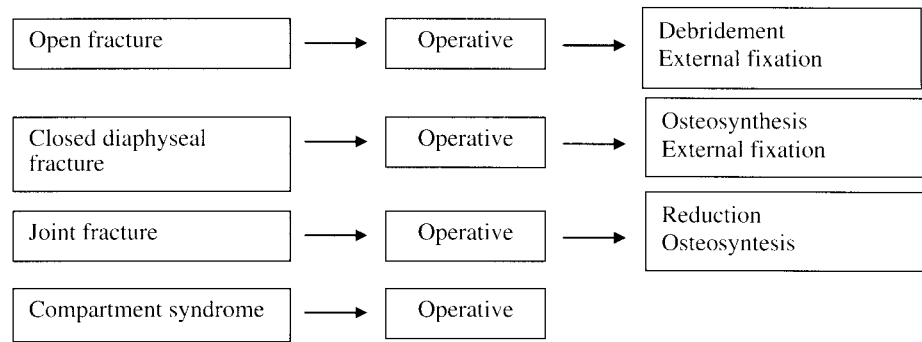 Open fracture
Operative
Debridement
External fixation
Closed diaphyseal
fracture
Operative
Osteosynthesis
External fixation
Joint fracture
Operative
Reduction
Osteosyntesis
Compartment syndrome
Operative